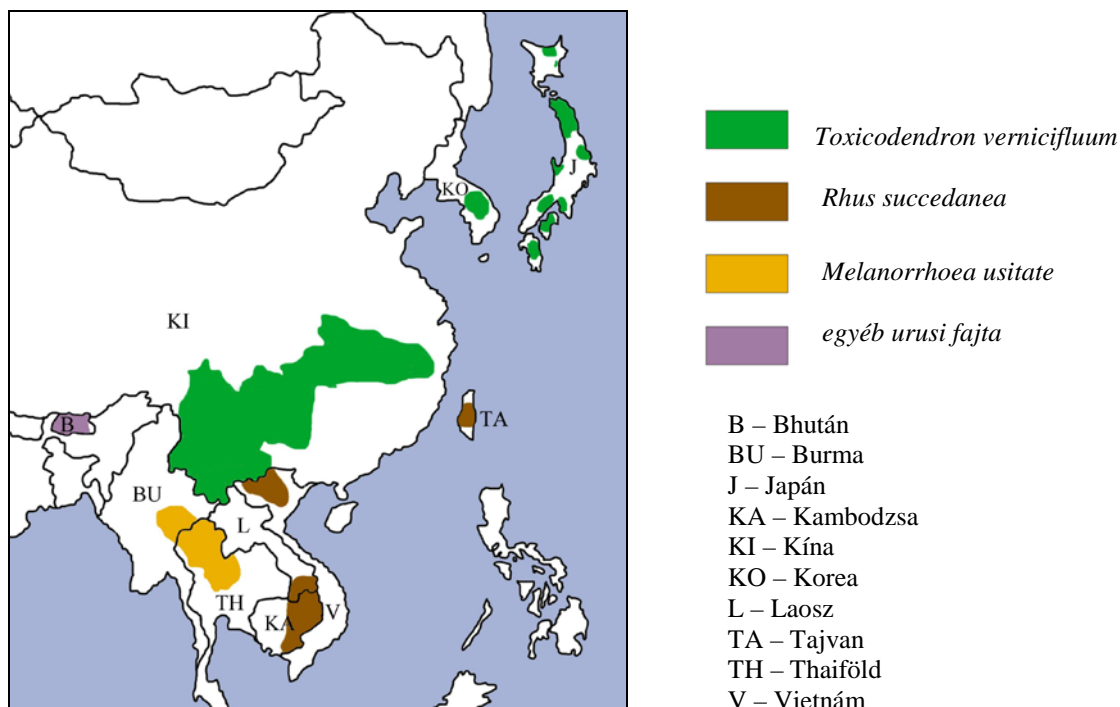 KO
J
KI
B
TA
BU
L
TH
KA
V
Toxicodendron vernicifluum
Rhus succedanea
Melanorrhoea usitate
egyéb urusi fajta
B – Bhután
BU – Burma
J – Japán
KA – Kambodzsa
KI – Kína
KO – Korea
L – Laosz
TA – Tajvan
TH – Thaiföld
V – Vietnám